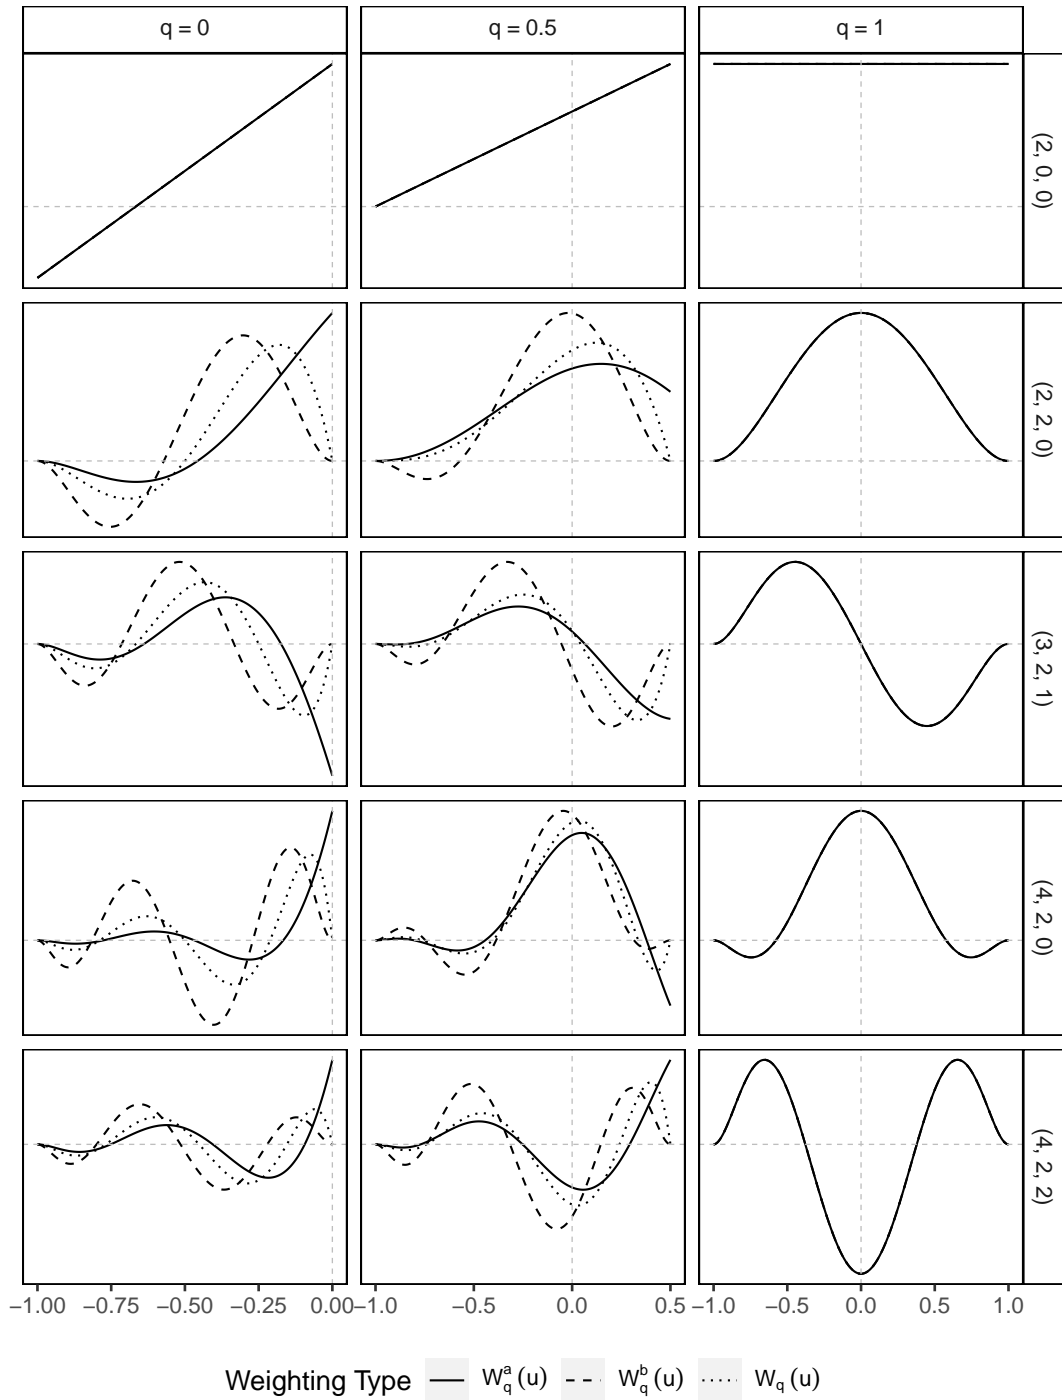 q = 0 q = 0.5 q = 1
(2, 0, 0)
(2, 2, 0)
(3, 2, 1)
(4, 2, 0)
(4, 2, 2)
−1.00 −0.75 −0.50 −0.25 0.00 −1.0 −0.5 0.0 0.5 −1.0 −0.5 0.0 0.5 1.0
Weighting Type W_q^a (u) W_q^b (u) W_q (u)